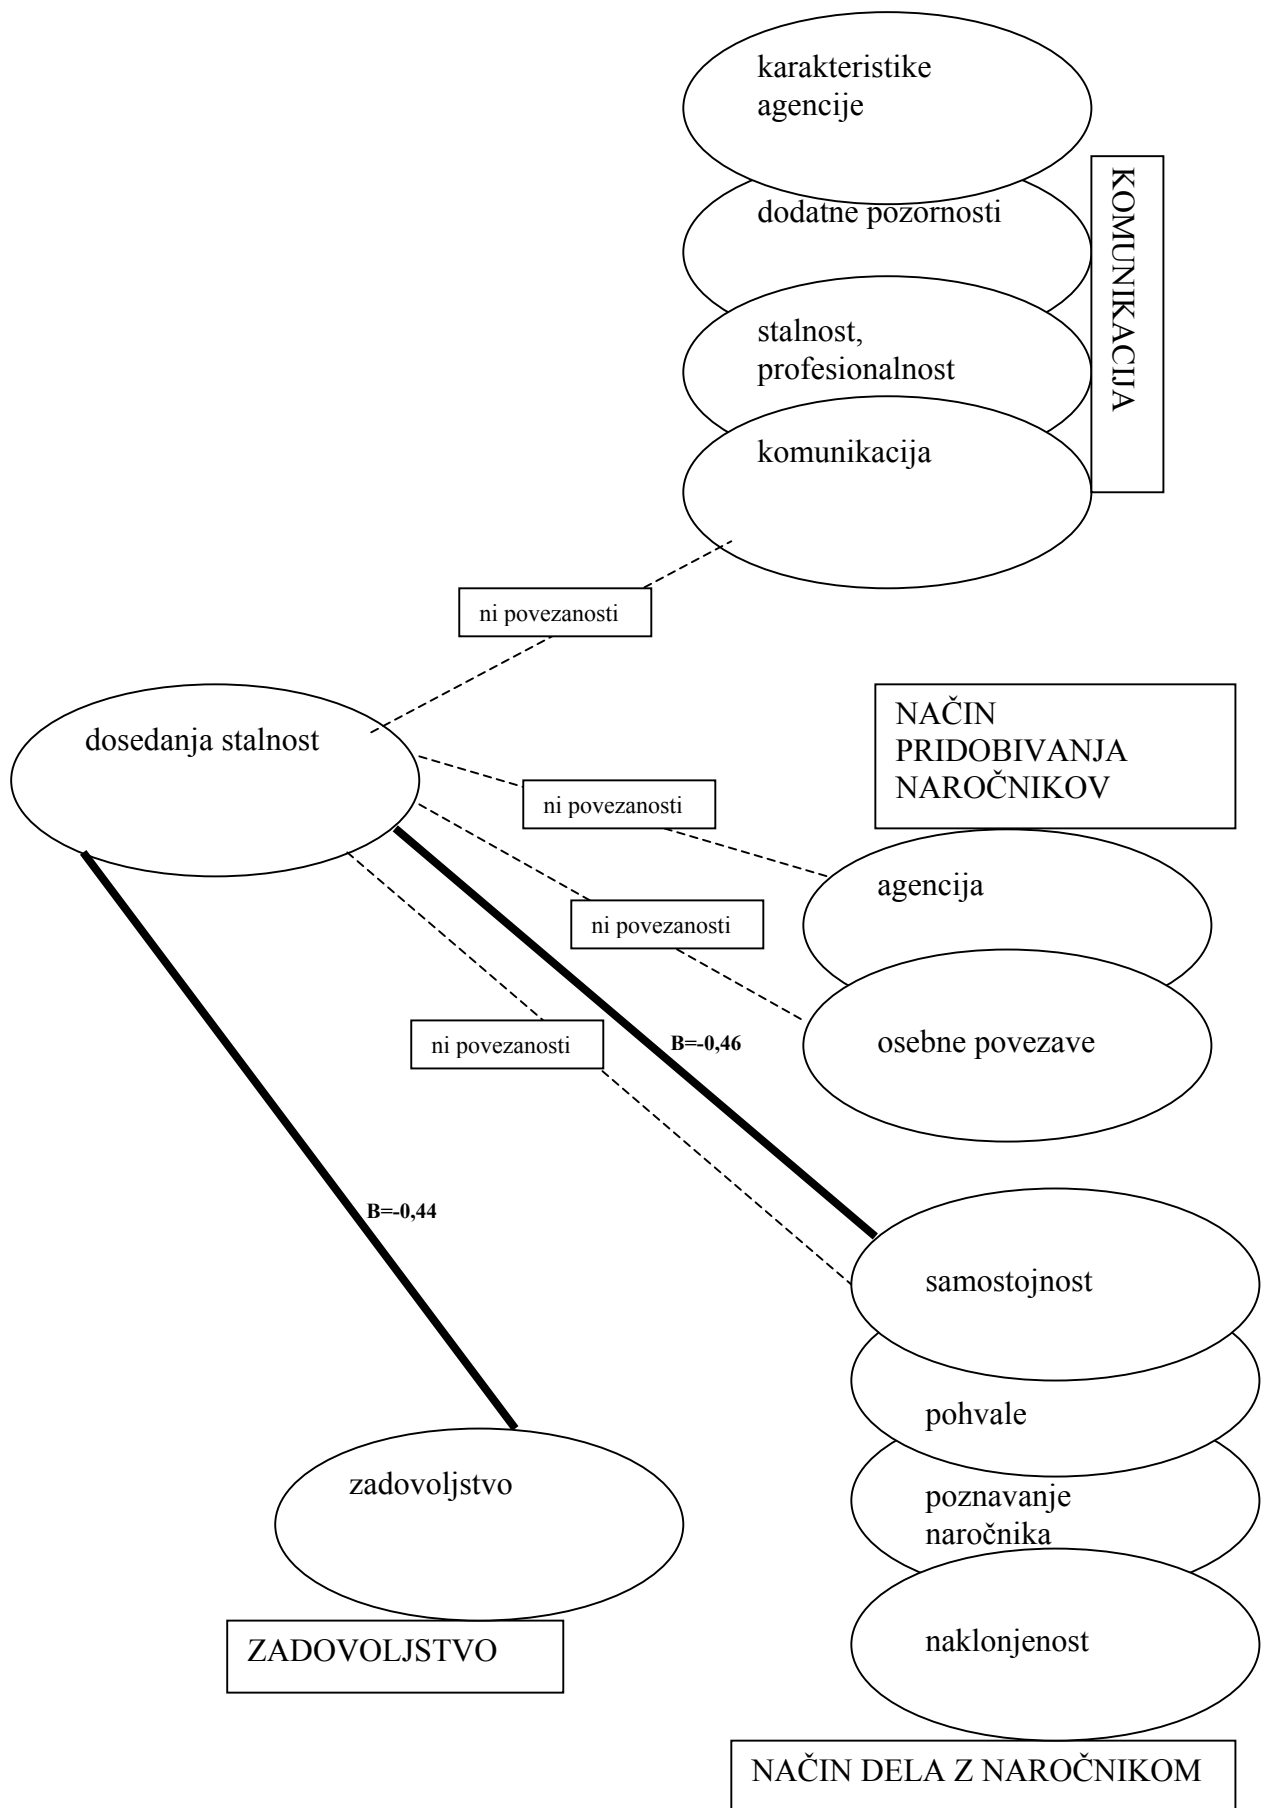 karakteristike
agencije
dodatne pozornosti
KOMUNIKACIJA
stalnost,
profesionalnost
komunikacija
ni povezanosti
dosedanja stalnost
NAČIN
PRIDOBIVANJA
NAROČNIKOV
ni povezanosti
agencija
ni povezanosti
ni povezanosti
B=-0,46
osebne povezave
B=-0,44
samostojnost
pohvale
zadovoljstvo
poznavanje
naročnika
naklonjenost
ZADOVOLJSTVO
NAČIN DELA Z NAROČNIKOM